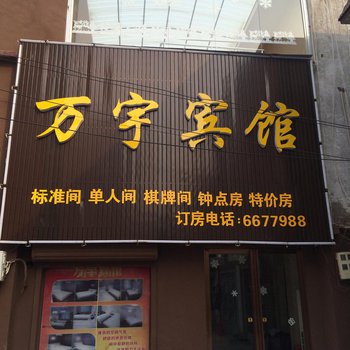 万宇宾馆
标准间 单人间 棋牌间 钟点房 特价房
订房电话:6677988